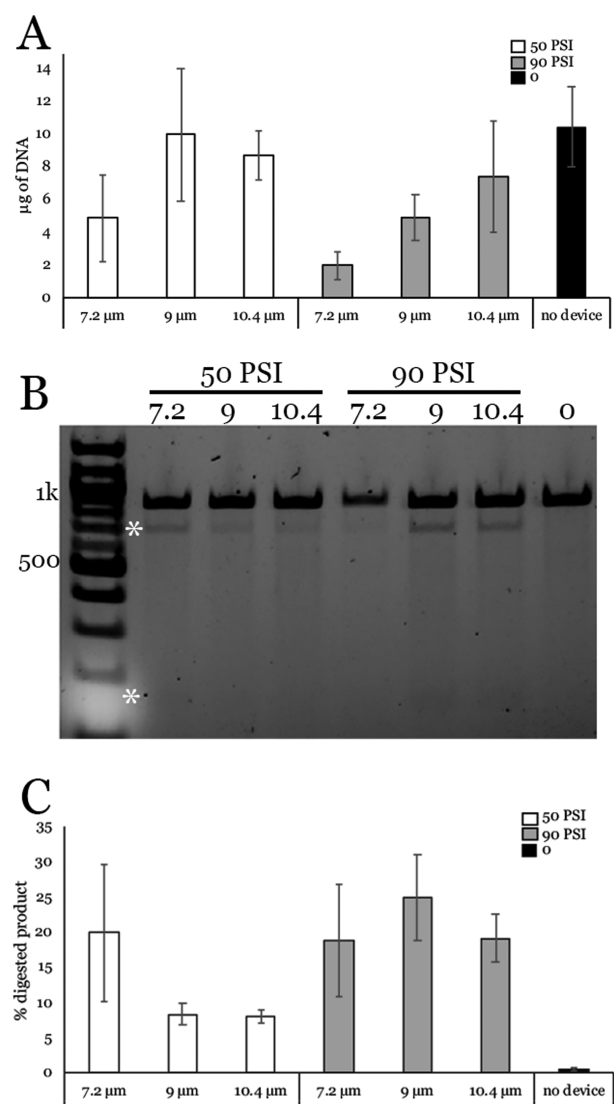 A
50 PSI
90 PSI
0
14
12
10
8
6
4
2
0
µg of DNA
7.2 µm 9 µm 10.4 µm 7.2 µm 9 µm 10.4 µm no device
B
50 PSI 90 PSI
7.2 9 10.4 7.2 9 10.4 0
1k
*
500
*
C
50 PSI
90 PSI
0
35
30
25
20
15
10
5
0
% digested product
7.2 µm 9 µm 10.4 µm 7.2 µm 9 µm 10.4 µm no device